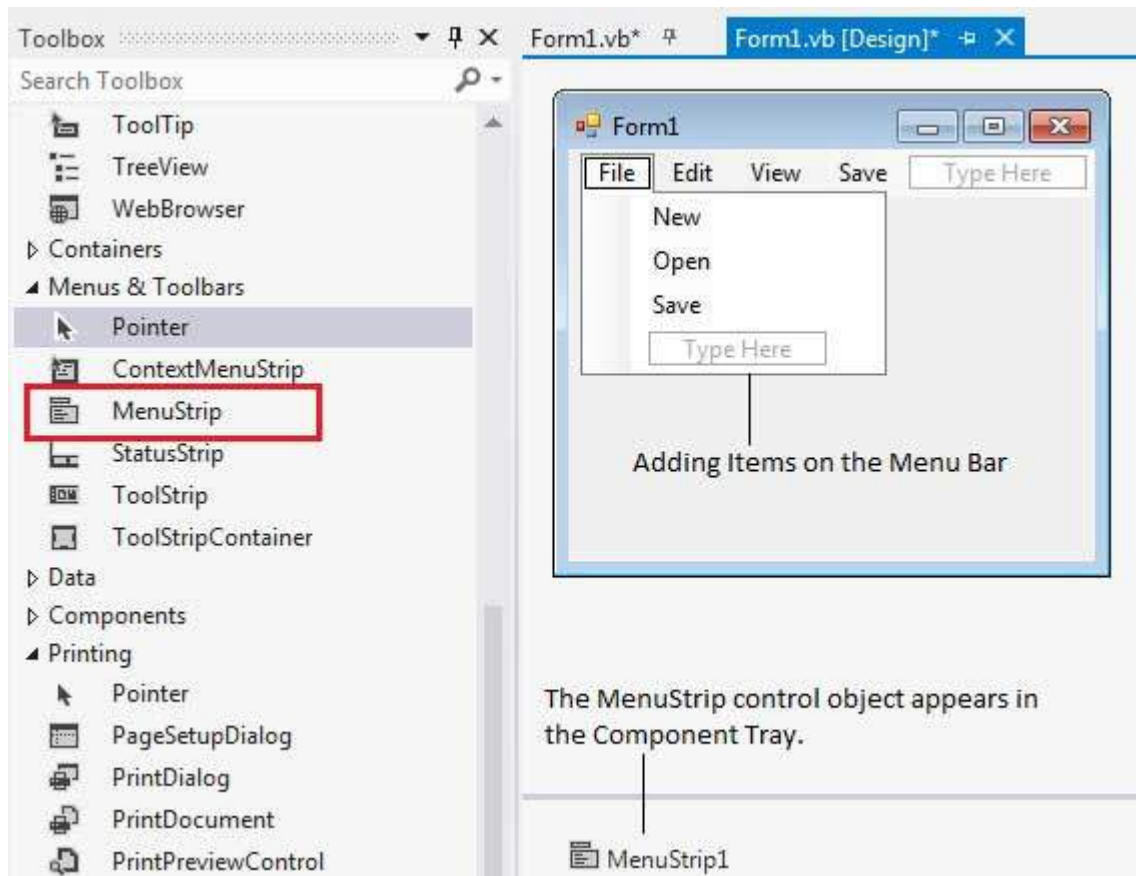 Toolbox
Search Toolbox
ToolTip
TreeView
WebBrowser
Containers
Menus & Toolbars
Pointer
ContextMenuStrip
MenuStrip
StatusStrip
ToolStrip
ToolStripContainer
Data
Components
Printing
Pointer
PageSetupDialog
PrintDialog
PrintDocument
PrintPreviewControl
Form1.vb* Form1.vb [Design]*
Form1
File Edit View Save Type Here
New
Open
Save
Type Here
Adding Items on the Menu Bar
The MenuStrip control object appears in
the Component Tray.
MenuStrip1